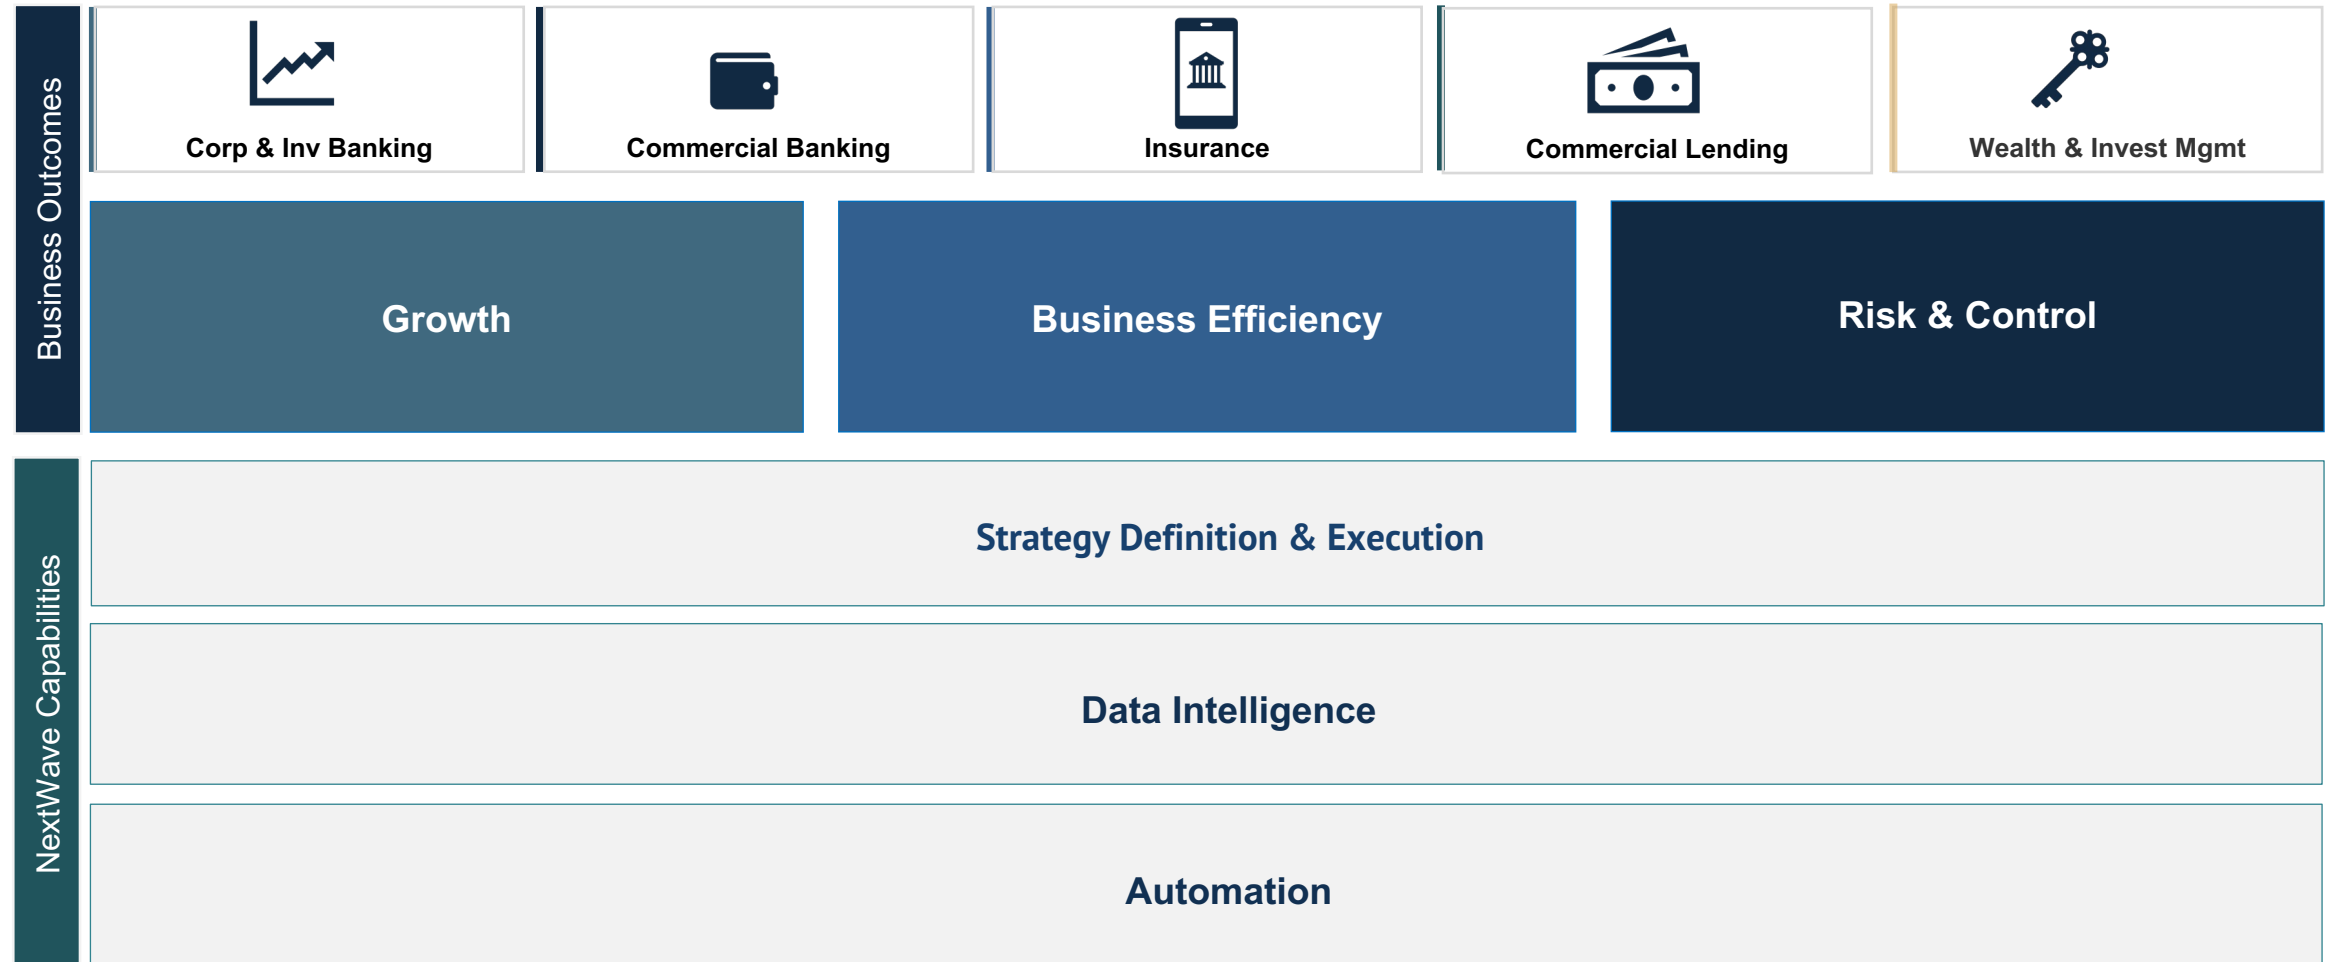 Business Outcomes
Corp & Inv Banking
Commercial Banking
Insurance
Commercial Lending
Wealth & Invest Mgmt
Growth
Business Efficiency
Risk & Control
NextWave Capabilities
Strategy Definition & Execution
Data Intelligence
Automation